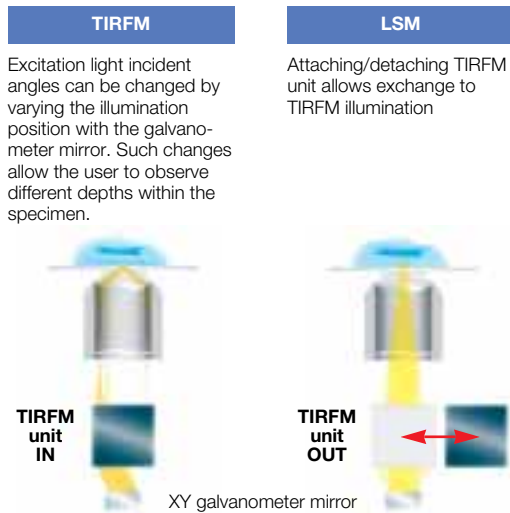 TIRFM
Excitation light incident
angles can be changed by
varying the illumination
position with the galvano-
meter mirror. Such changes
allow the user to observe
different depths within the
specimen.
LSM
Attaching/detaching TIRFM
unit allows exchange to
TIRFM illumination
TIRFM
unit
IN
TIRFM
unit
OUT
XY galvanometer mirror